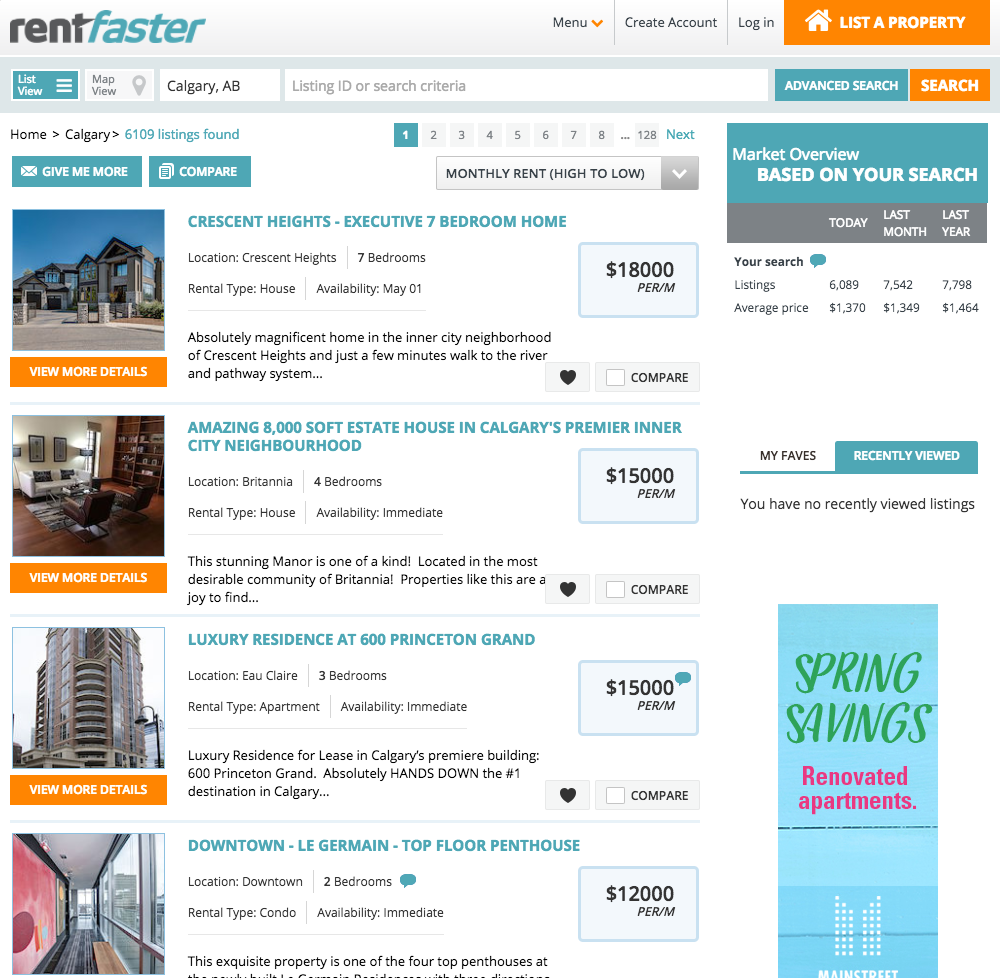 rentfaster
Menu
Create Account
Log in
LIST A PROPERTY
List View
Map View
Calgary, AB
Listing ID or search criteria
ADVANCED SEARCH
SEARCH
Home > Calgary> 6109 listings found
1 2 3 4 5 6 7 8 ... 128 Next
GIVE ME MORE
COMPARE
MONTHLY RENT (HIGH TO LOW)
CRESCENT HEIGHTS - EXECUTIVE 7 BEDROOM HOME
Location: Crescent Heights
7 Bedrooms
Rental Type: House
Availability: May 01
$18000
PER/M
Absolutely magnificent home in the inner city neighborhood
of Crescent Heights and just a few minutes walk to the river
and pathway system...
VIEW MORE DETAILS
COMPARE
AMAZING 8,000 SOFT ESTATE HOUSE IN CALGARY'S PREMIER INNER
CITY NEIGHBOURHOOD
Location: Britannia
4 Bedrooms
Rental Type: House
Availability: Immediate
$15000
PER/M
This stunning Manor is one of a kind! Located in the most
desirable community of Britannia! Properties like this are a
joy to find...
VIEW MORE DETAILS
COMPARE
LUXURY RESIDENCE AT 600 PRINCETON GRAND
Location: Eau Claire
3 Bedrooms
Rental Type: Apartment
Availability: Immediate
$15000
PER/M
Luxury Residence for Lease in Calgary's premiere building:
600 Princeton Grand. Absolutely HANDS DOWN the #1
destination in Calgary...
VIEW MORE DETAILS
COMPARE
DOWNTOWN - LE GERMAIN - TOP FLOOR PENTHOUSE
Location: Downtown
2 Bedrooms
Rental Type: Condo
Availability: Immediate
$12000
PER/M
This exquisite property is one of the four top penthouses at
the newly built Le Germain Residences with three directions
Market Overview
BASED ON YOUR SEARCH
TODAY
LAST MONTH
LAST YEAR
Your search
Listings 6,089 7,542 7,798
Average price $1,370 $1,349 $1,464
MY FAVES
RECENTLY VIEWED
You have no recently viewed listings
SPRING
SAVINGS
Renovated
apartments.
MAINSTREET